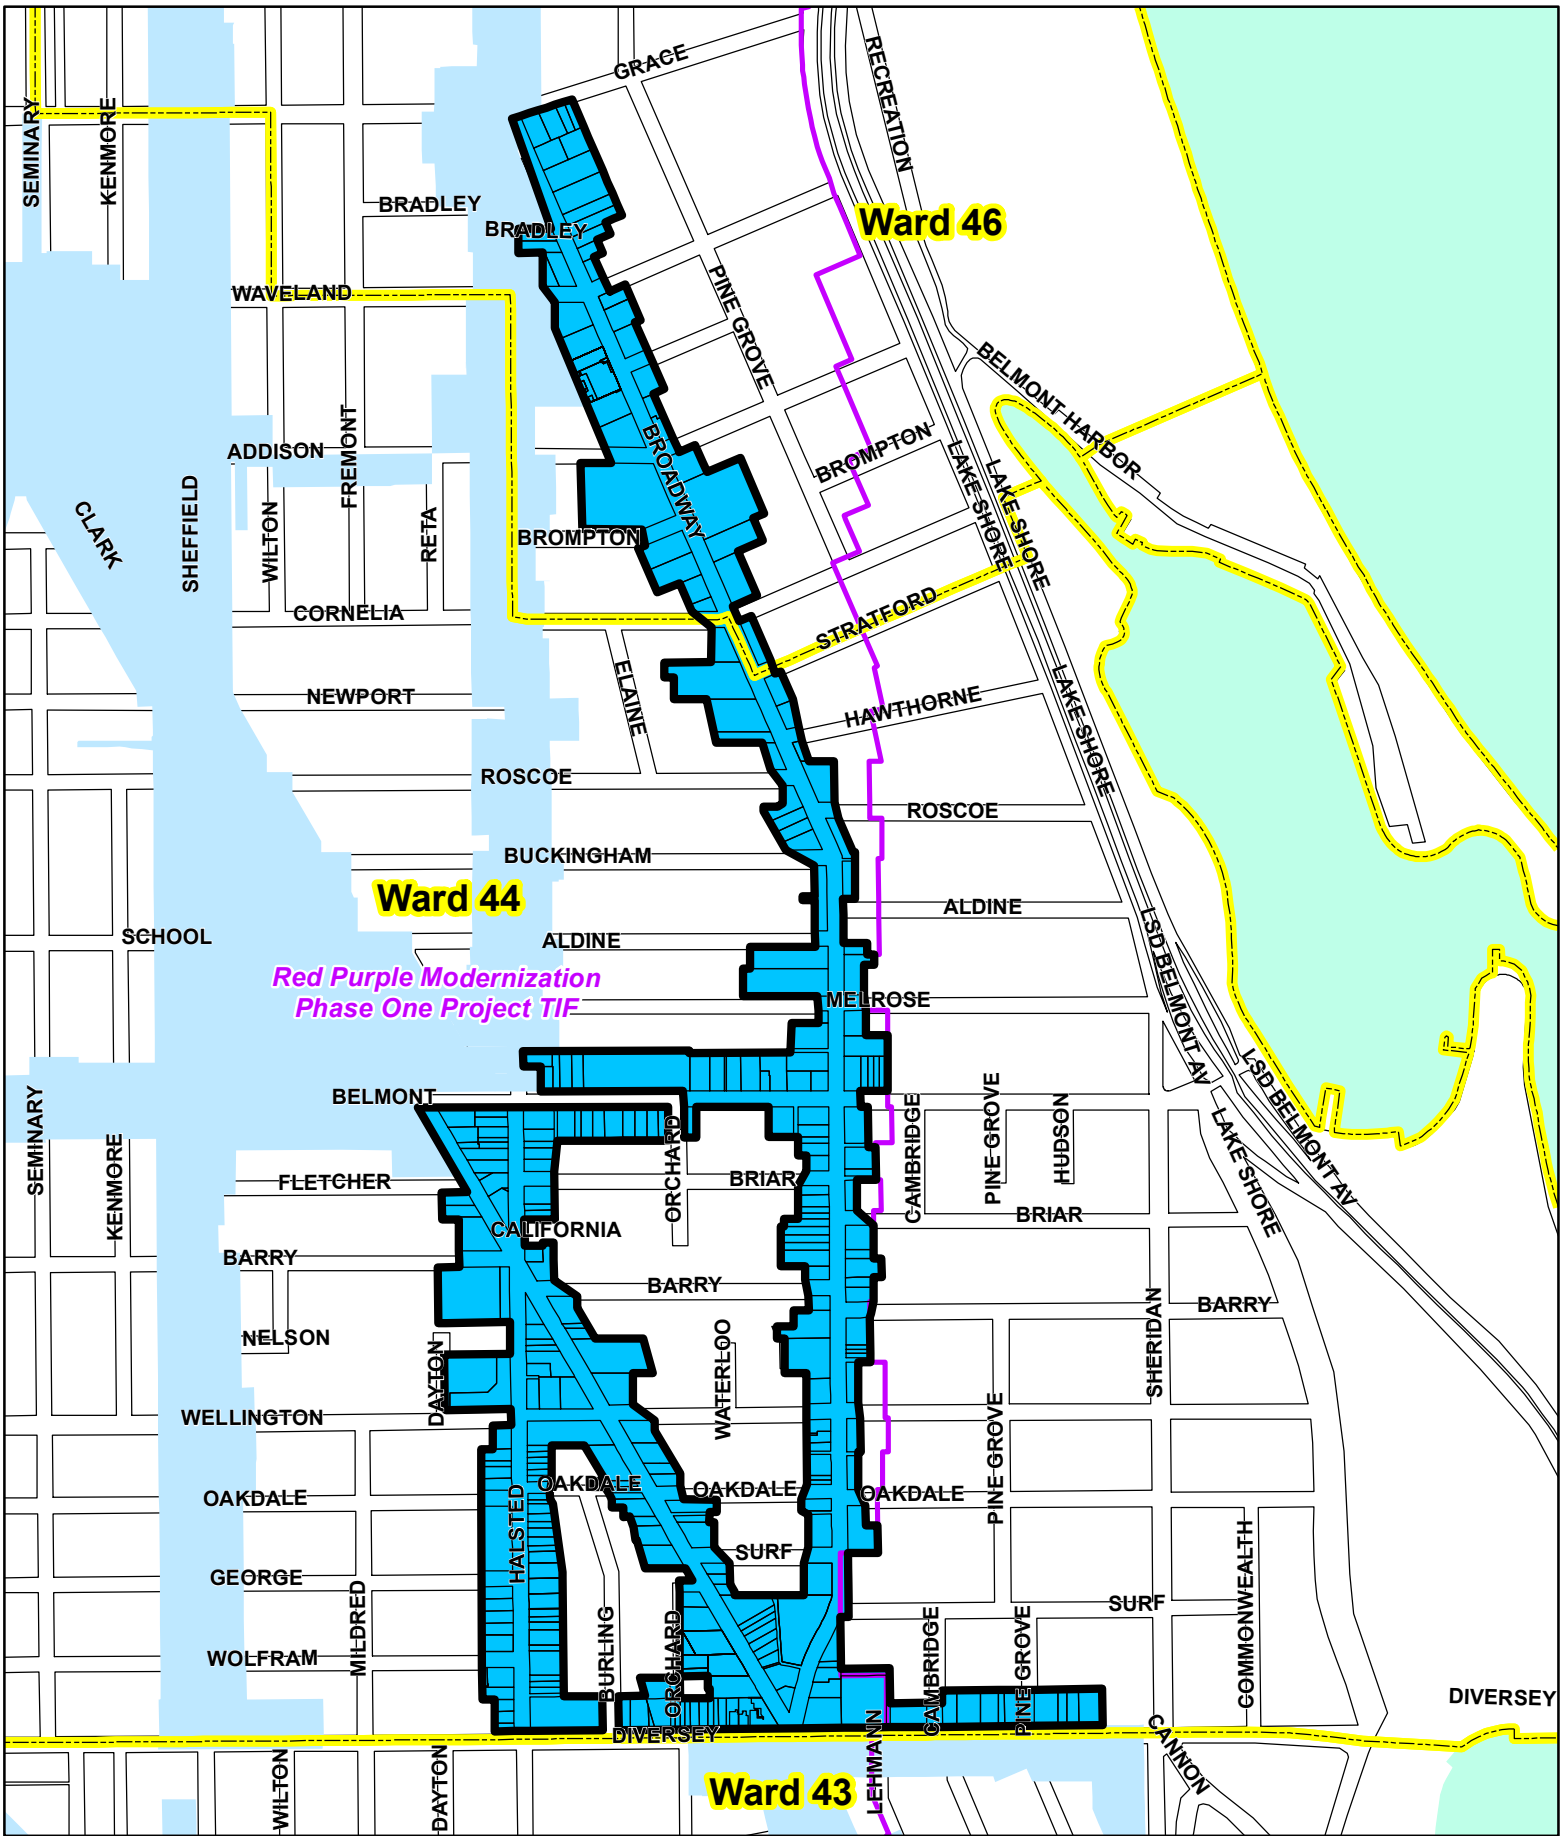 GRACE
RECREATION
SEMINARY
KENMORE
BRADLEY
BRADLEY
Ward 46
WAVELAND
PINE GROVE
BELMONT HARBOR
FREMONT
ADDISON
BROADWAY
BROMPTON
LAKE SHORE
LAKE SHORE
CLARK
SHEFFIELD
WILTON
RETA
BROMPTON
CORNELIA
STRATFORD
ELAINE
NEWPORT
HAWTHORNE
LAKE SHORE
ROSCOE
ROSCOE
BUCKINGHAM
Ward 44
ALDINE
SCHOOL
ALDINE
LSD BELMONT AV
Red Purple Modernization
Phase One Project TIF
MELROSE
LSD BELMONT AV
BELMONT
SEMINARY
KENMORE
ORCHARD
CAMBRIDGE
PINE GROVE
HUDSON
LAKE SHORE
FLETCHER
BRIAR
BRIAR
CALIFORNIA
BARRY
BARRY
BARRY
SHERIDAN
NELSON
DAYTON
WATERLOO
WELLINGTON
PINE GROVE
OAKDALE
HALSTED
OAKDALE
OAKDALE
OAKDALE
SURF
COMMONWEALTH
GEORGE
MILDRED
BURLING
ORCHARD
CAMBRIDGE
PINE GROVE
SURF
WOLFRAM
DIVERSEY
DIVERSEY
LEHMANN
CANNON
WILTON
DAYTON
Ward 43